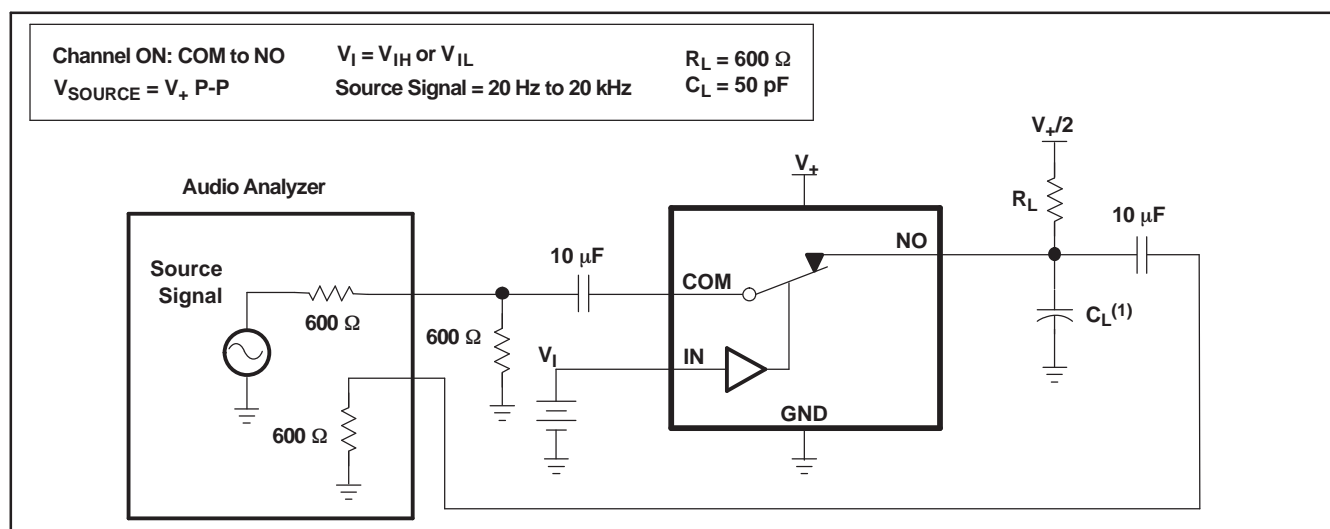 Channel ON: COM to NO
V_I = V_IH or V_IL
R_L = 600 Ω
V_SOURCE = V_+ P-P
Source Signal = 20 Hz to 20 kHz
C_L = 50 pF
V_+/2
V_+
Audio Analyzer
R_L
10 μF
NO
10 μF
Source
Signal
COM
C_L^(1)
600 Ω
600 Ω
V_I
IN
GND
600 Ω